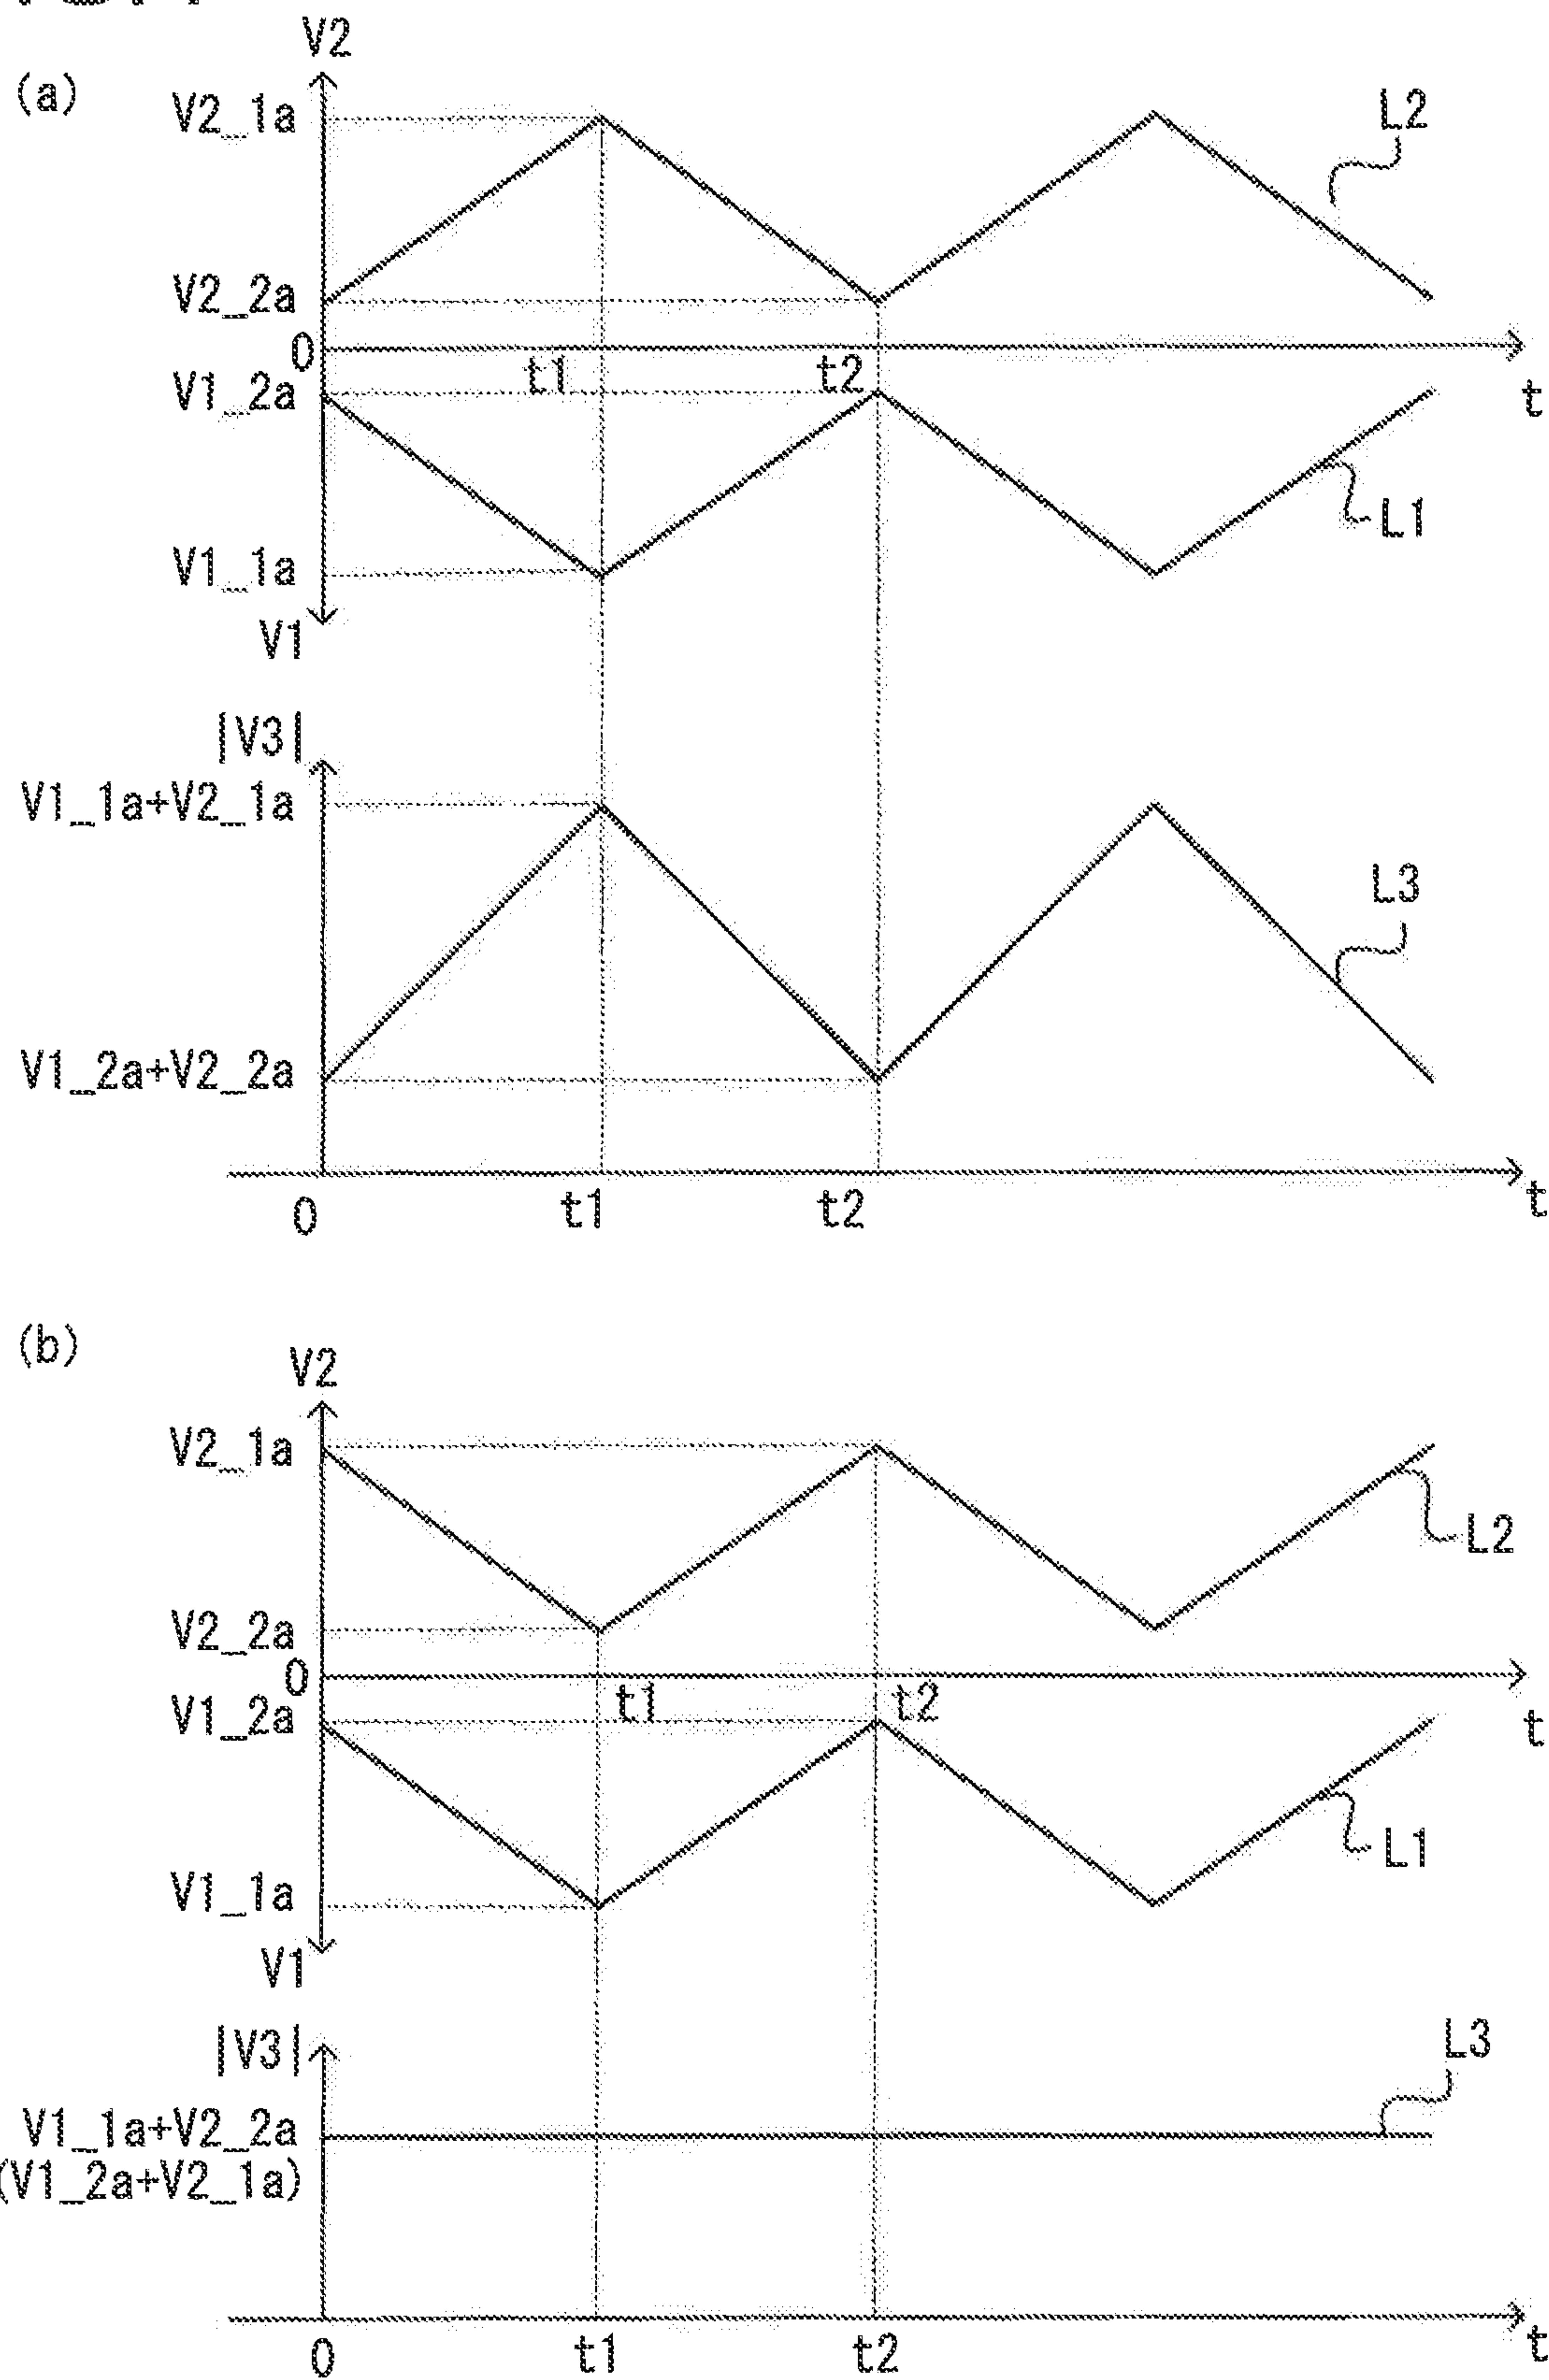 (a)
V2
V2_1a
L2
V2_2a
0
t1
t2
V1_2a
t
L1
V1_1a
V1
|V3|
V1_1a+V2_1a
L3
V1_2a+V2_2a
0
t1
t2
t
(b)
V2
V2_1a
L2
V2_2a
0
t1
t2
V1_2a
t
L1
V1_1a
V1
|V3|
L3
V1_1a+V2_2a
(V1_2a+V2_1a)
0
t1
t2
t